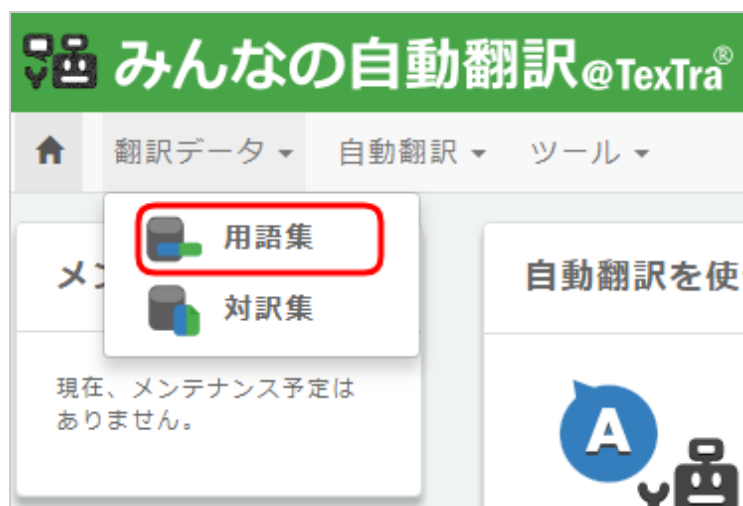 みんなの自動翻訳@TexTra®
翻訳データ
自動翻訳
ツール
用語集
対訳集
現在、メンテナンス予定は
ありません。
自動翻訳を使
A